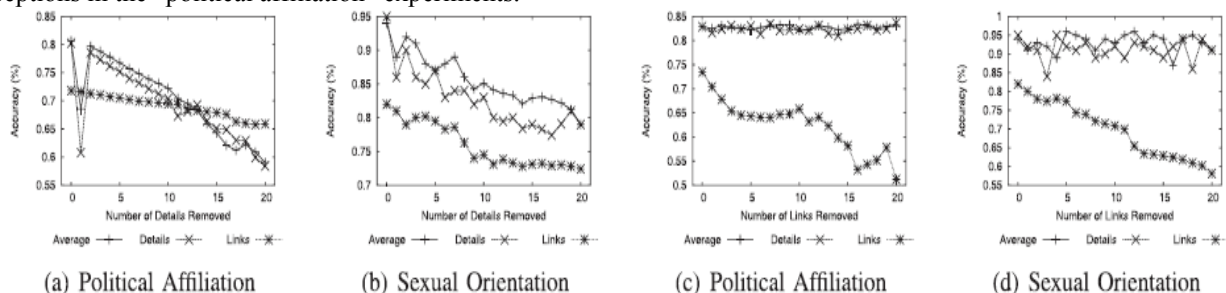 ceptions in the "political affiliation" experiments.
0.85 0.8 0.75 0.7 0.65 0.6 0.55
Accuracy (%)
0 5 10 15 20
Number of Details Removed
Average Details Links
(a) Political Affiliation
0.95 0.9 0.85 0.8 0.75 0.7
Accuracy (%)
0 5 10 15 20
Number of Details Removed
Average Details Links
(b) Sexual Orientation
0.85 0.8 0.75 0.7 0.65 0.6 0.55 0.5
Accuracy (%)
0 5 10 15 20
Number of Links Removed
Average Details Links
(c) Political Affiliation
1 0.95 0.9 0.85 0.8 0.75 0.7 0.65 0.6 0.55
Accuracy (%)
0 5 10 15 20
Number of Links Removed
Average Details Links
(d) Sexual Orientation